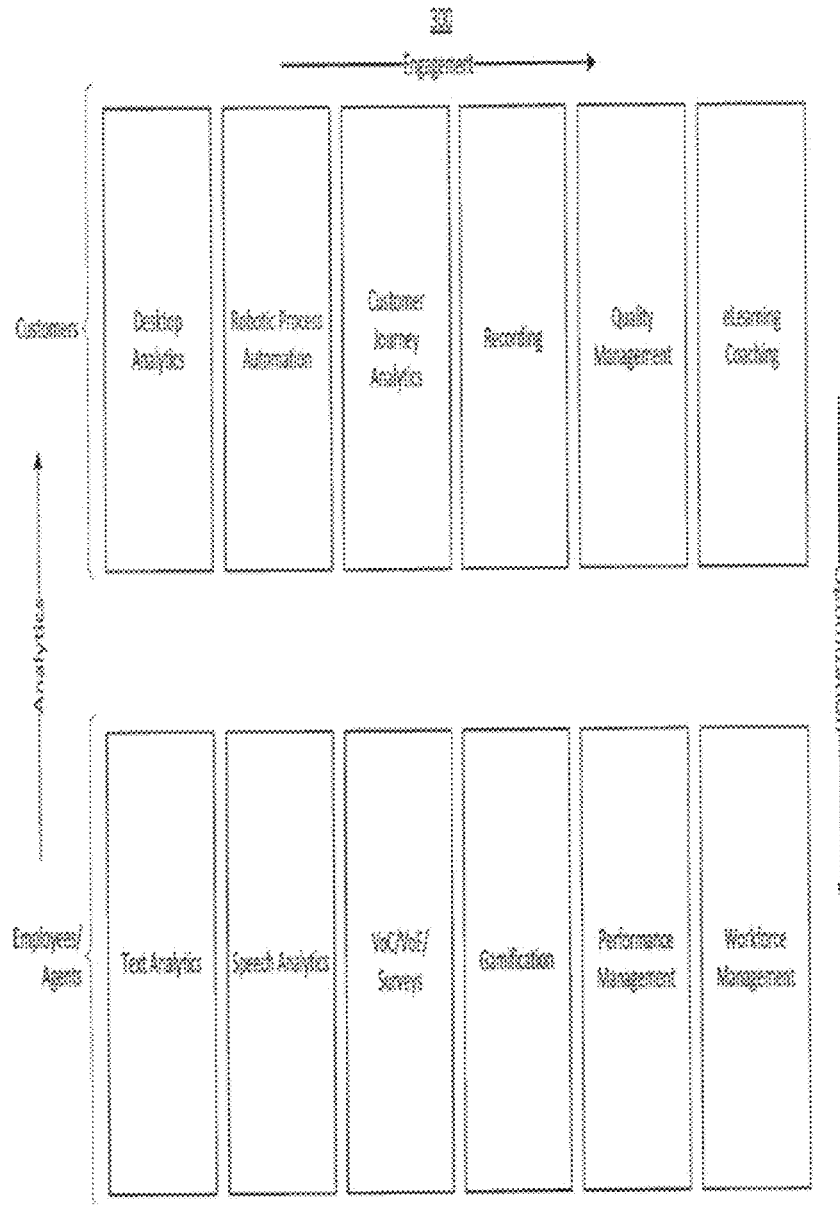 300
Engagement
Customers
Desktop
Analytics
Robotic Process
Automation
Customer
Journey
Analytics
Recording
Quality
Management
eLearning
Coaching
Analytics
Employees/
Agents
Text Analytics
Speech Analytics
VoC/VoE/
Surveys
Gamification
Performance
Management
Workforce
Management